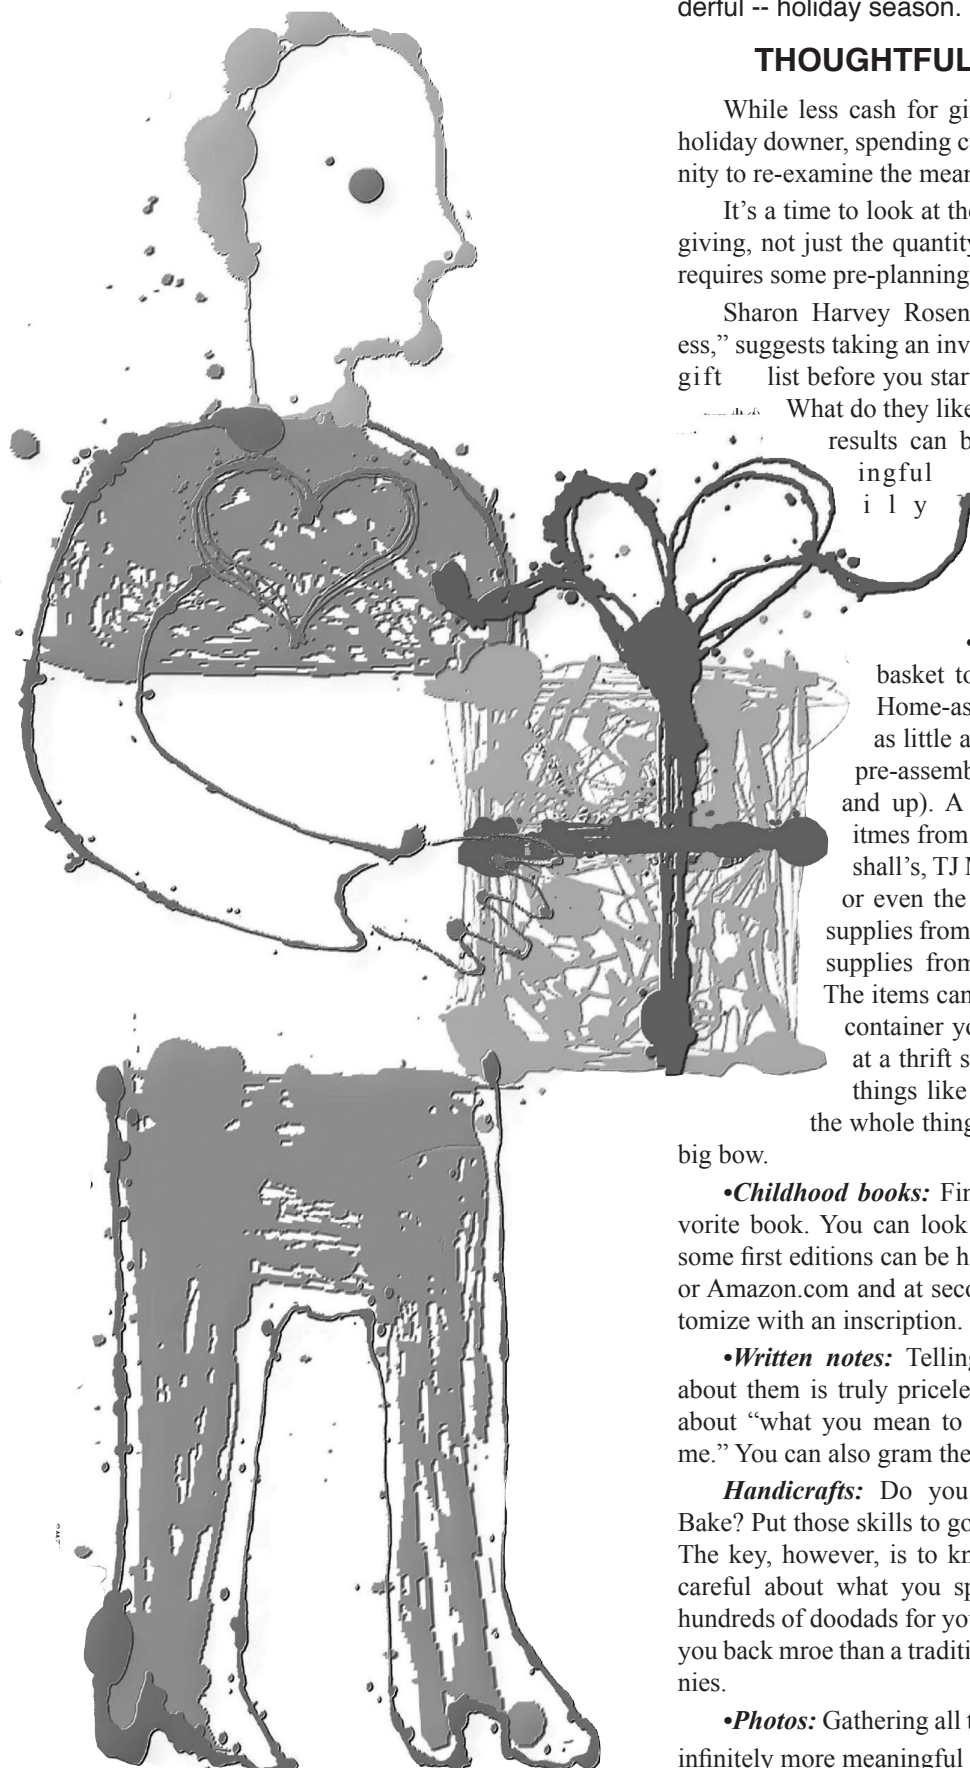 derful -- holiday season.
THOUGHTFUL
While less cash for gi
holiday downer, spending c
nity to re-examine the mean
It's a time to look at the
giving, not just the quantity
requires some pre-planning
Sharon Harvey Rosen
ess,” suggests taking an inv
gift list before you star
What do they like
results can b
ingful
i l y
•
basket to
Home-as
as little a
pre-assemb
and up). A
itmes from
shall's, TJ M
or even the
supplies from
supplies from
The items can
container yo
at a thrift s
things like
the whole thing
big bow.
•Childhood books: Fin
vorite book. You can look
some first editions can be h
or Amazon.com and at seco
tomize with an inscription.
•Written notes: Telling
about them is truly pricele
about “what you mean to
me.” You can also gram the
Handicrafts: Do you
Bake? Put those skills to go
The key, however, is to kn
careful about what you sp
hundreds of doodads for you
you back mroe than a traditi
nies.
•Photos: Gathering all t
infinitely more meaningful